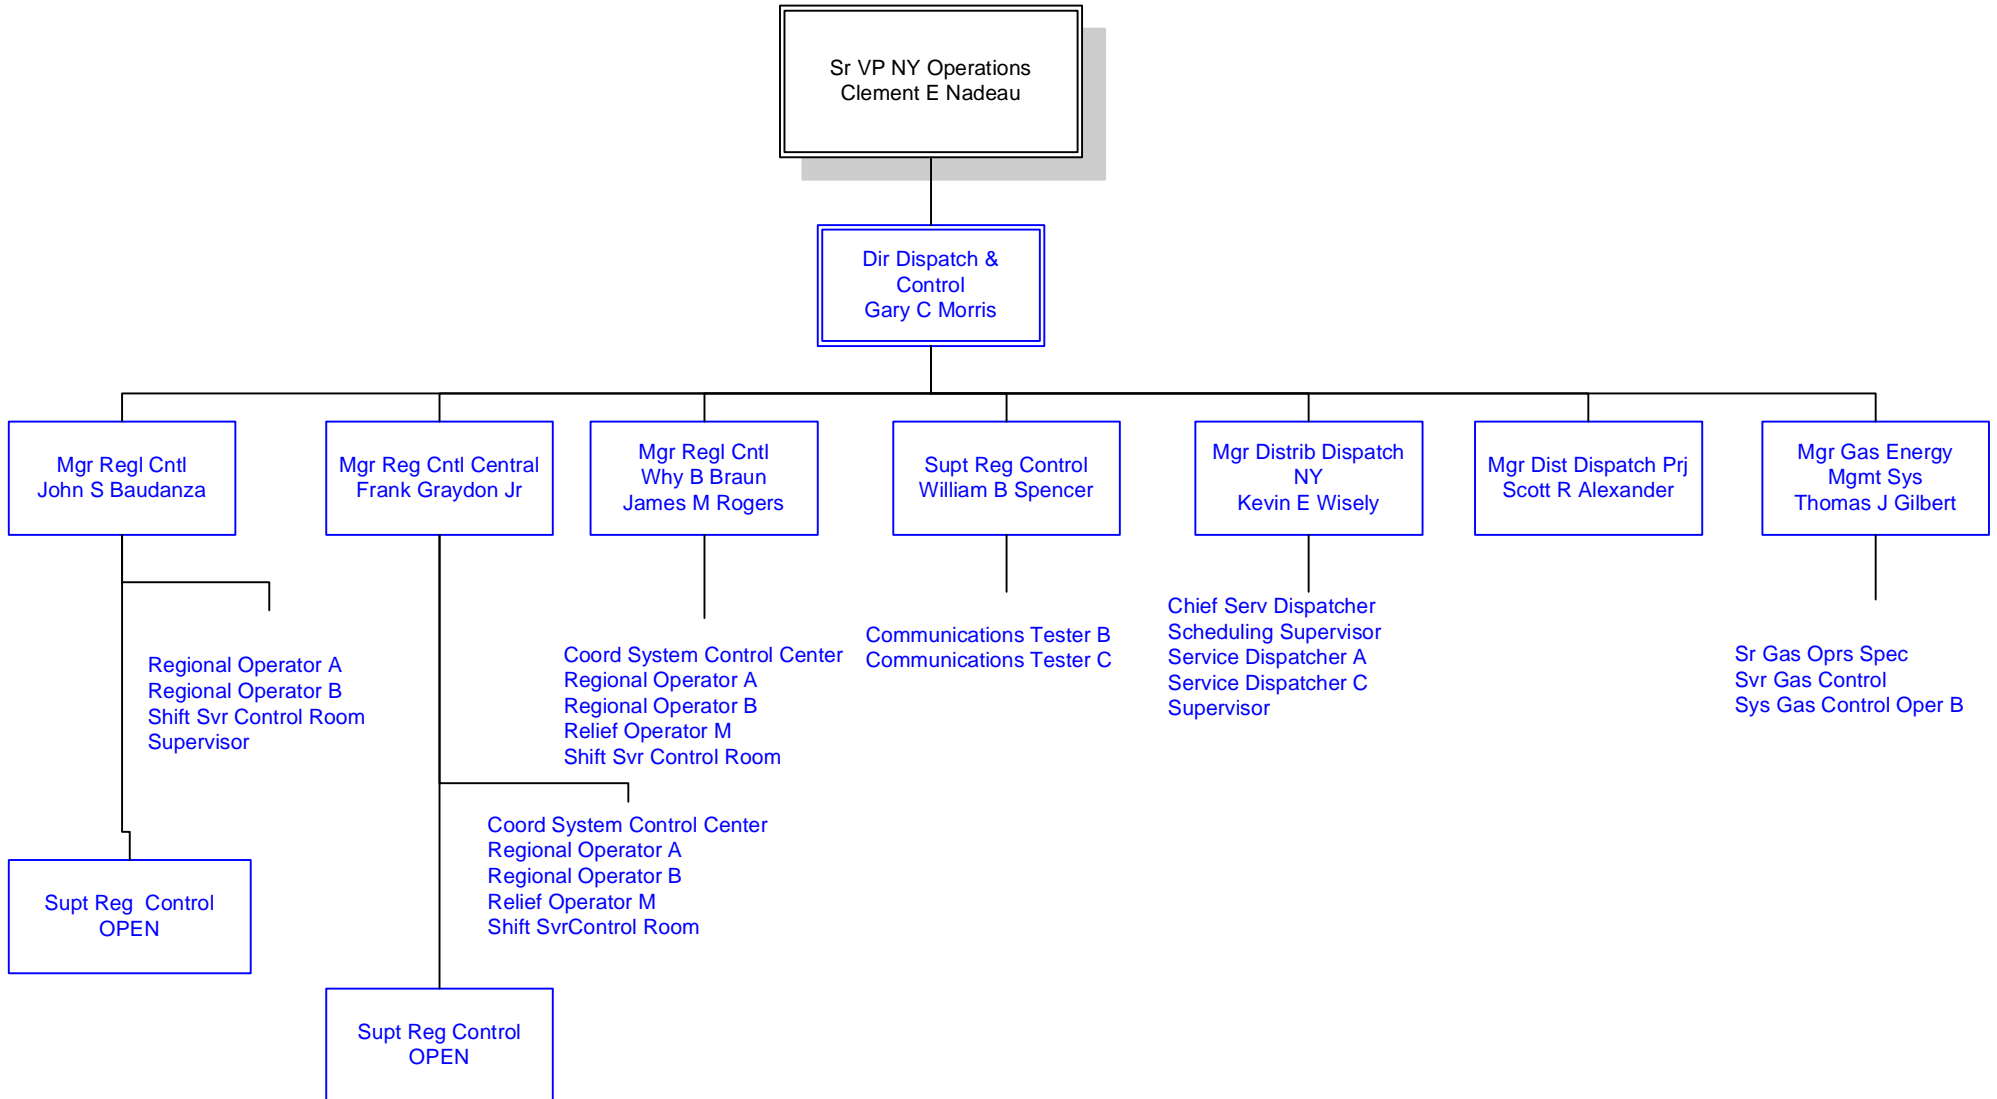 Sr VP NY Operations
Clement E Nadeau
Dir Dispatch &
Control
Gary C Morris
Mgr Regl Cntl
John S Baudanza
Mgr Reg Cntl Central
Frank Graydon Jr
Mgr Regl Cntl
Why B Braun
James M Rogers
Supt Reg Control
William B Spencer
Mgr Distrib Dispatch
NY
Kevin E Wisely
Mgr Dist Dispatch Prj
Scott R Alexander
Mgr Gas Energy
Mgmt Sys
Thomas J Gilbert
Regional Operator A
Regional Operator B
Shift Svr Control Room
Supervisor
Coord System Control Center
Regional Operator A
Regional Operator B
Relief Operator M
Shift Svr Control Room
Communications Tester B
Communications Tester C
Chief Serv Dispatcher
Scheduling Supervisor
Service Dispatcher A
Service Dispatcher C
Supervisor
Sr Gas Oprs Spec
Svr Gas Control
Sys Gas Control Oper B
Coord System Control Center
Regional Operator A
Regional Operator B
Relief Operator M
Shift SvrControl Room
Supt Reg  Control
OPEN
Supt Reg Control
OPEN